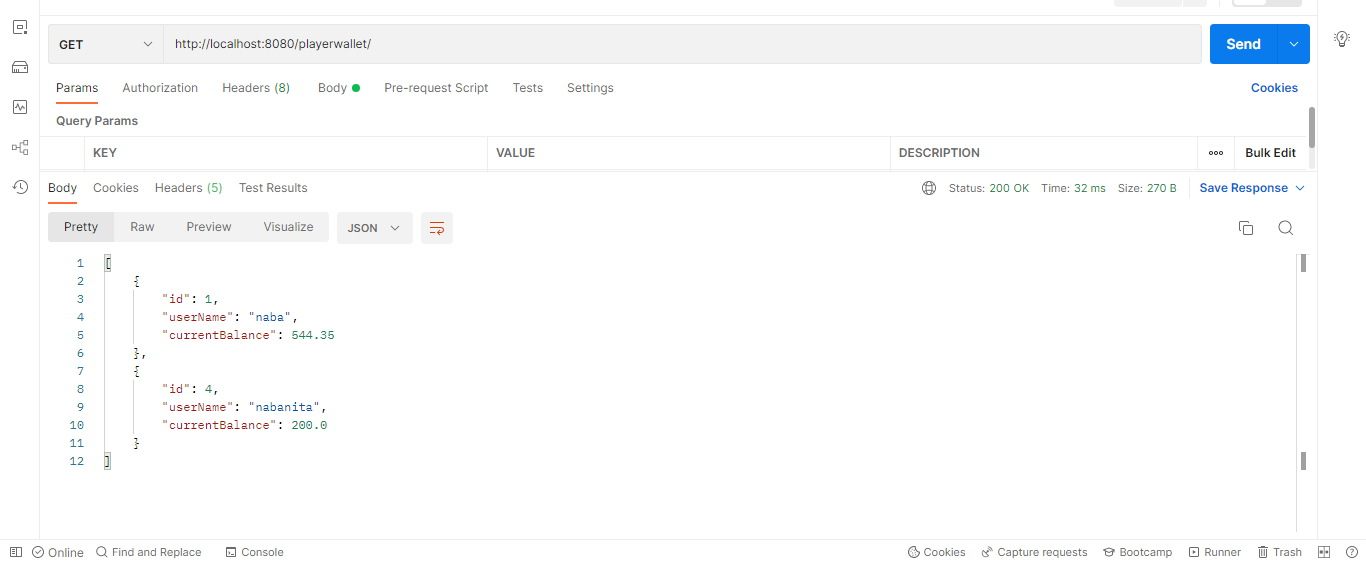 GET http://localhost:8080/playerwallet/ Send
Params Authorization Headers (8) Body Pre-request Script Tests Settings Cookies
Query Params
KEY VALUE DESCRIPTION Bulk Edit
Body Cookies Headers (5) Test Results Status: 200 OK Time: 32 ms Size: 270 B Save Response
Pretty Raw Preview Visualize JSON
1 [
2 {
3 "id": 1,
4 "userName": "naba",
5 "currentBalance": 544.35
6 },
7 {
8 "id": 4,
9 "userName": "nabanita",
10 "currentBalance": 200.0
11 }
12 ]
Online Find and Replace Console Cookies Capture requests Bootcamp Runner Trash